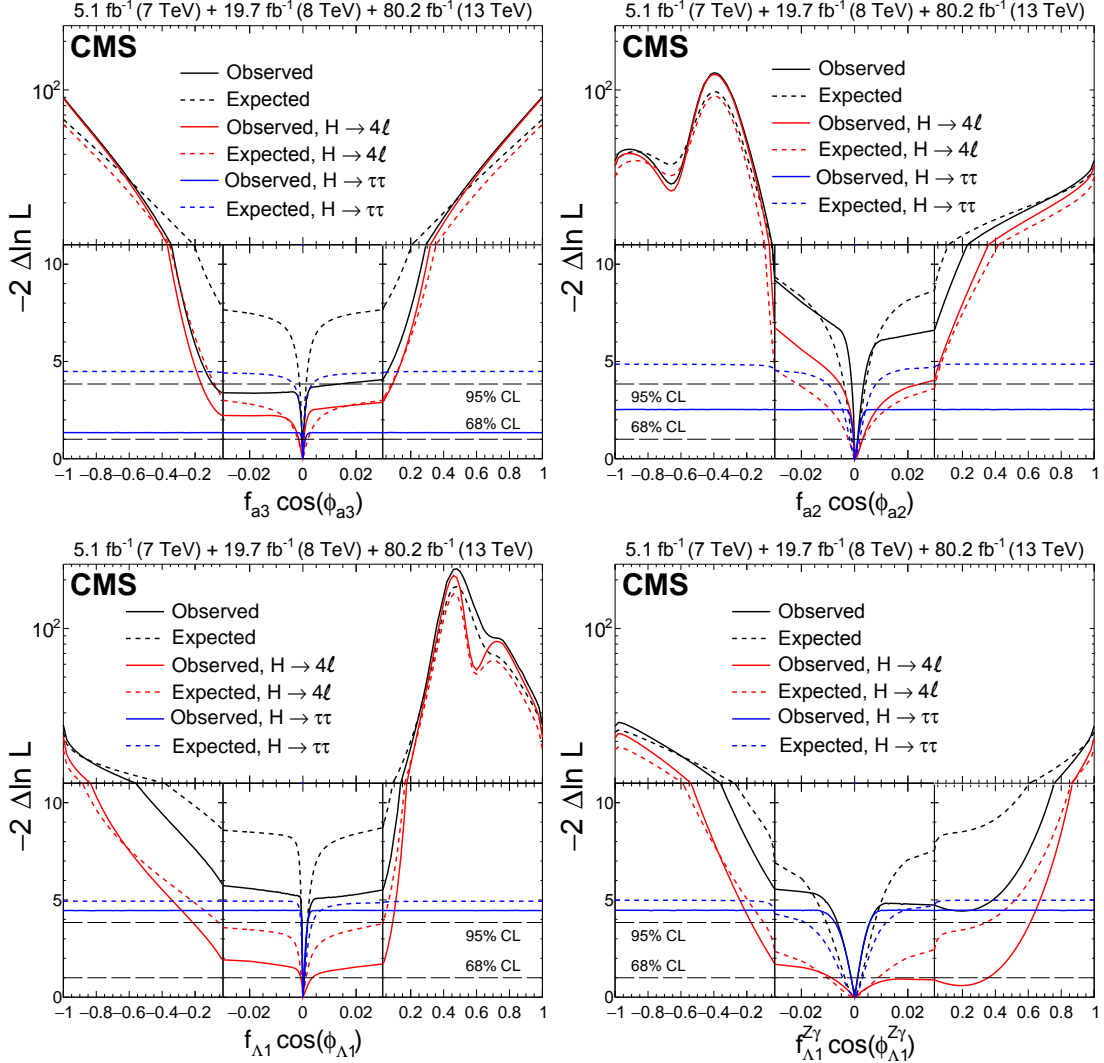 5.1 fb⁻¹ (7 TeV) + 19.7 fb⁻¹ (8 TeV) + 80.2 fb⁻¹ (13 TeV)
CMS
Observed
Expected
Observed, H → 4ℓ
Expected, H → 4ℓ
Observed, H → ττ
Expected, H → ττ
10²
−2 Δln L
10
5
0
95% CL
68% CL
−1 −0.8 −0.6 −0.4 −0.2 −0.02 0 0.02 0.2 0.4 0.6 0.8 1
f_a3 cos(ϕ_a3)
5.1 fb⁻¹ (7 TeV) + 19.7 fb⁻¹ (8 TeV) + 80.2 fb⁻¹ (13 TeV)
CMS
Observed
Expected
Observed, H → 4ℓ
Expected, H → 4ℓ
Observed, H → ττ
Expected, H → ττ
10²
−2 Δln L
10
5
0
95% CL
68% CL
−1 −0.8 −0.6 −0.4 −0.2 −0.02 0 0.02 0.2 0.4 0.6 0.8 1
f_a2 cos(ϕ_a2)
5.1 fb⁻¹ (7 TeV) + 19.7 fb⁻¹ (8 TeV) + 80.2 fb⁻¹ (13 TeV)
CMS
Observed
Expected
Observed, H → 4ℓ
Expected, H → 4ℓ
Observed, H → ττ
Expected, H → ττ
10²
−2 Δln L
10
5
0
95% CL
68% CL
−1 −0.8 −0.6 −0.4 −0.2 −0.02 0 0.02 0.2 0.4 0.6 0.8 1
f_Λ1 cos(ϕ_Λ1)
5.1 fb⁻¹ (7 TeV) + 19.7 fb⁻¹ (8 TeV) + 80.2 fb⁻¹ (13 TeV)
CMS
Observed
Expected
Observed, H → 4ℓ
Expected, H → 4ℓ
Observed, H → ττ
Expected, H → ττ
10²
−2 Δln L
10
5
0
95% CL
68% CL
−1 −0.8 −0.6 −0.4 −0.2 −0.02 0 0.02 0.2 0.4 0.6 0.8 1
f_Λ1^Zγ cos(ϕ_Λ1^Zγ)